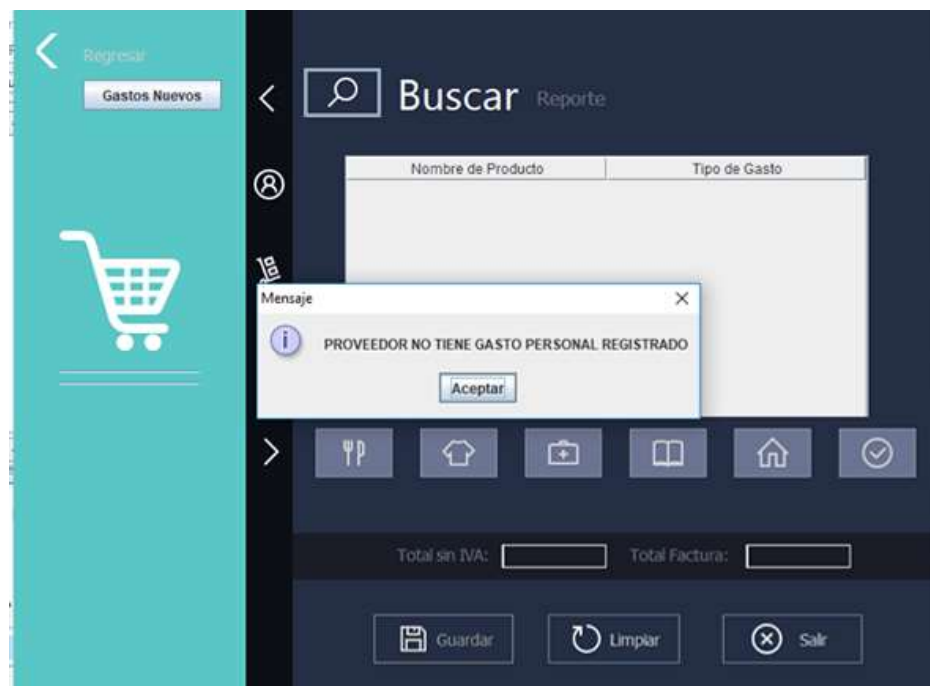 Regresar
Gastos Nuevos
Buscar Reporte
Nombre de Producto Tipo de Gasto
Mensaje
PROVEEDOR NO TIENE GASTO PERSONAL REGISTRADO
Aceptar
Total sin IVA: Total Factura:
Guardar Limpiar Salir